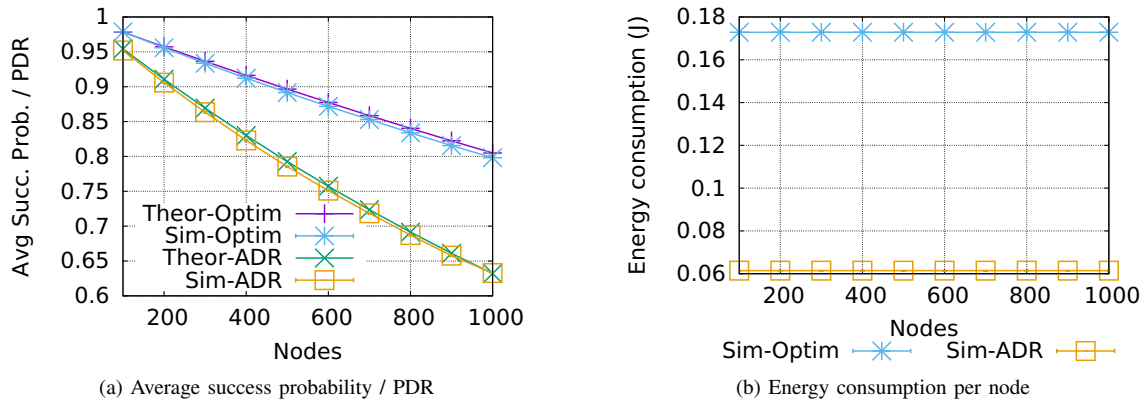 Avg Succ. Prob. / PDR
1
0.95
0.9
0.85
0.8
0.75
0.7
0.65
0.6
Theor-Optim
Sim-Optim
Theor-ADR
Sim-ADR
200 400 600 800 1000
Nodes
(a) Average success probability / PDR
Energy consumption (J)
0.18
0.16
0.14
0.12
0.1
0.08
0.06
200 400 600 800 1000
Nodes
Sim-Optim Sim-ADR
(b) Energy consumption per node